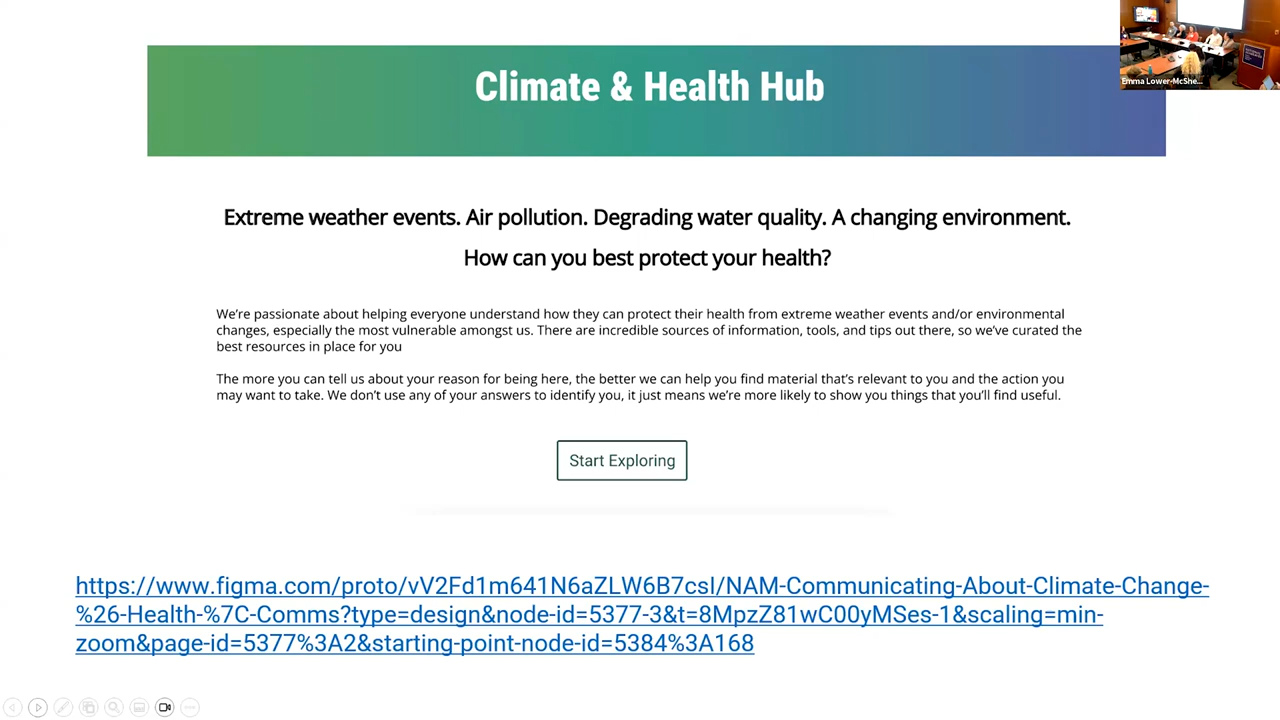 Climate & Health Hub
Emma Lower-McShe...
Extreme weather events. Air pollution. Degrading water quality. A changing environment.
How can you best protect your health?
We're passionate about helping everyone understand how they can protect their health from extreme weather events and/or environmental
changes, especially the most vulnerable amongst us. There are incredible sources of information, tools, and tips out there, so we've curated the
best resources in place for you
The more you can tell us about your reason for being here, the better we can help you find material that's relevant to you and the action you
may want to take. We don't use any of your answers to identify you, it just means we're more likely to show you things that you'll find useful.
Start Exploring
https://www.figma.com/proto/vV2Fd1m641N6aZLW6B7csI/NAM-Communicating-About-Climate-Change-
%26-Health-%7C-Comms?type=design&node-id=5377-3&t=8MpzZ81wC00yMSes-1&scaling=min-
zoom&page-id=5377%3A2&starting-point-node-id=5384%3A168